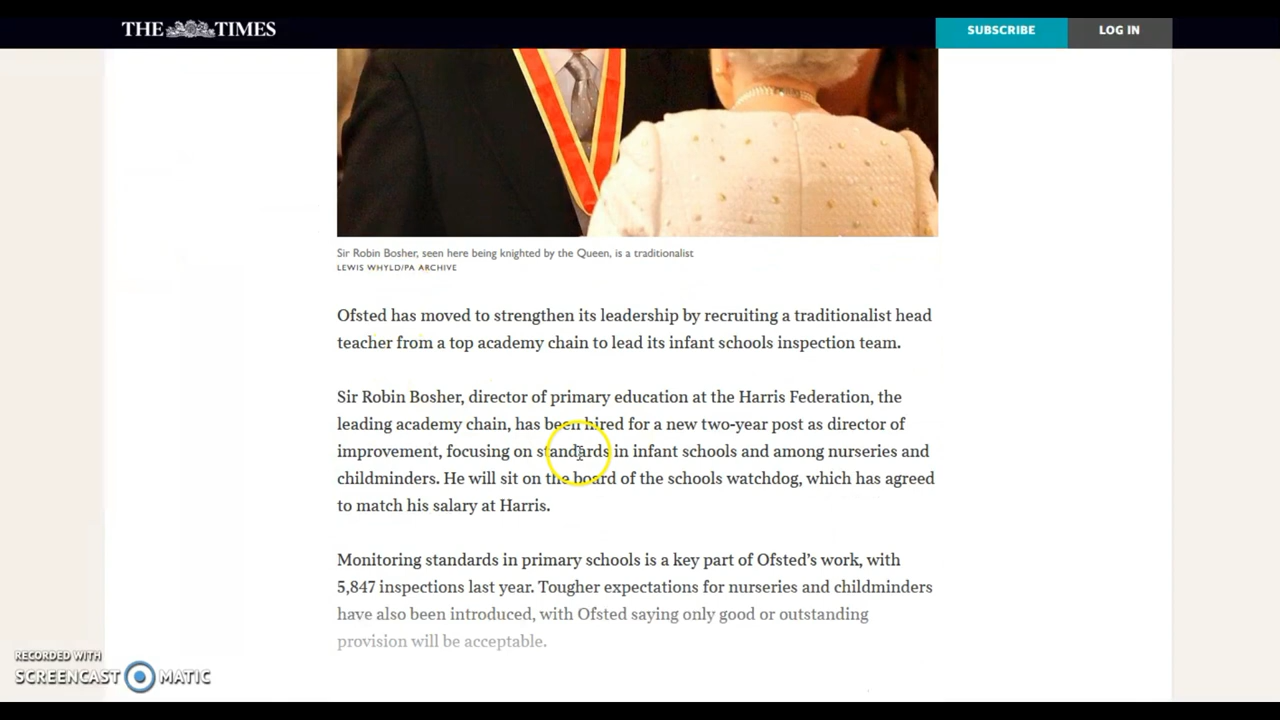 THE TIMES
SUBSCRIBE
LOG IN
Sir Robin Bosher, seen here being knighted by the Queen, is a traditionalist
LEWIS WHYLD/PA ARCHIVE
Ofsted has moved to strengthen its leadership by recruiting a traditionalist head
teacher from a top academy chain to lead its infant schools inspection team.
Sir Robin Bosher, director of primary education at the Harris Federation, the
leading academy chain, has been hired for a new two-year post as director of
improvement, focusing on standards in infant schools and among nurseries and
childminders. He will sit on the board of the schools watchdog, which has agreed
to match his salary at Harris.
Monitoring standards in primary schools is a key part of Ofsted’s work, with
5,847 inspections last year. Tougher expectations for nurseries and childminders
have also been introduced, with Ofsted saying only good or outstanding
provision will be acceptable.
RECORDED WITH
SCREENCAST MATIC